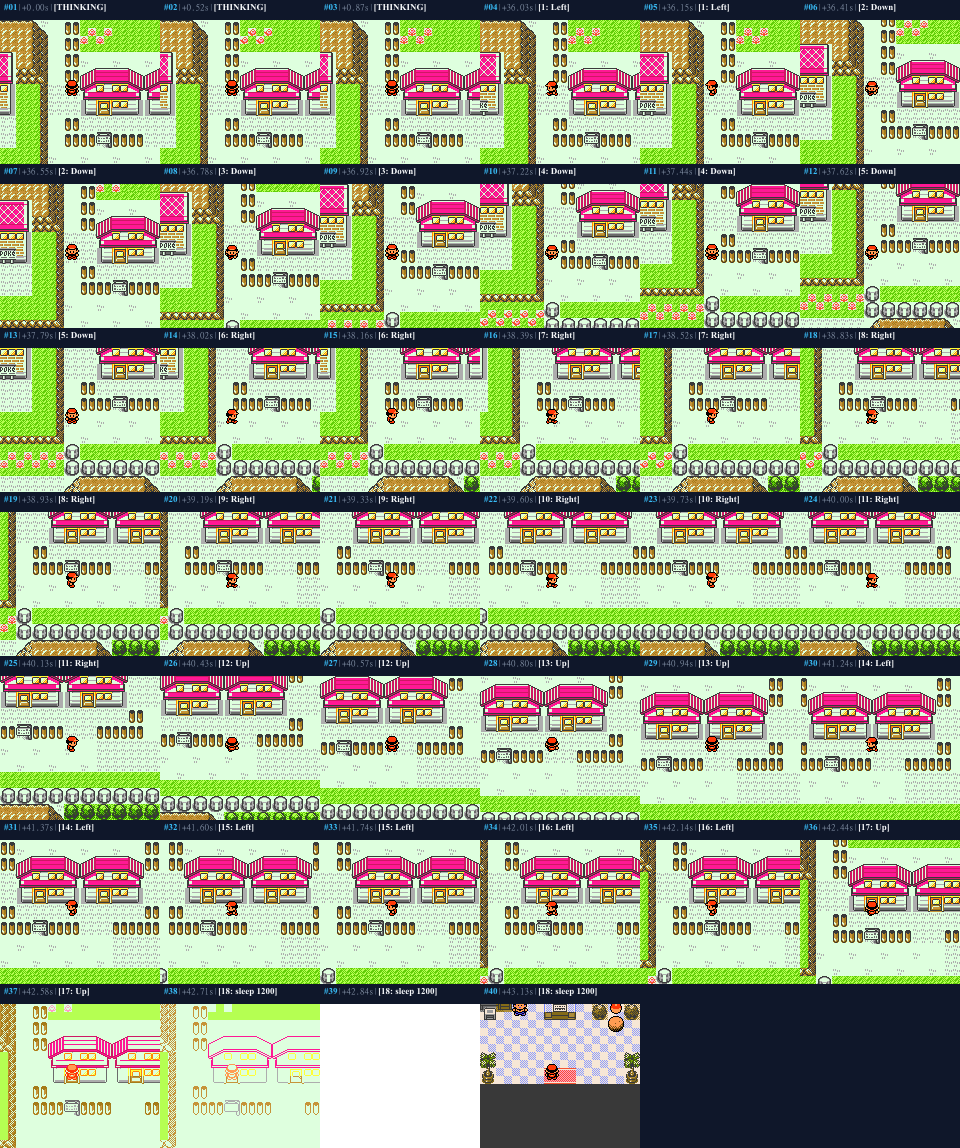 #01|+0.00s|[THINKING]
#02|+0.52s|[THINKING]
#03|+0.87s|[THINKING]
#04|+36.03s|[1: Left]
#05|+36.15s|[1: Left]
#06|+36.41s|[2: Down]
POKE
POKE
#07|+36.55s|[2: Down]
#08|+36.78s|[3: Down]
#09|+36.92s|[3: Down]
#10|+37.22s|[4: Down]
#11|+37.44s|[4: Down]
#12|+37.62s|[5: Down]
POKE
POKE
POKE
POKE
#13|+37.79s|[5: Down]
#14|+38.02s|[6: Right]
#15|+38.16s|[6: Right]
#16|+38.39s|[7: Right]
#17|+38.52s|[7: Right]
#18|+38.83s|[8: Right]
#19|+38.93s|[8: Right]
#20|+39.19s|[9: Right]
#21|+39.33s|[9: Right]
#22|+39.60s|[10: Right]
#23|+39.73s|[10: Right]
#24|+40.00s|[11: Right]
#25|+40.13s|[11: Right]
#26|+40.43s|[12: Up]
#27|+40.57s|[12: Up]
#28|+40.80s|[13: Up]
#29|+40.94s|[13: Up]
#30|+41.24s|[14: Left]
#31|+41.37s|[14: Left]
#32|+41.60s|[15: Left]
#33|+41.74s|[15: Left]
#34|+42.01s|[16: Left]
#35|+42.14s|[16: Left]
#36|+42.44s|[17: Up]
#37|+42.58s|[17: Up]
#38|+42.71s|[18: sleep 1200]
#39|+42.84s|[18: sleep 1200]
#40|+43.13s|[18: sleep 1200]